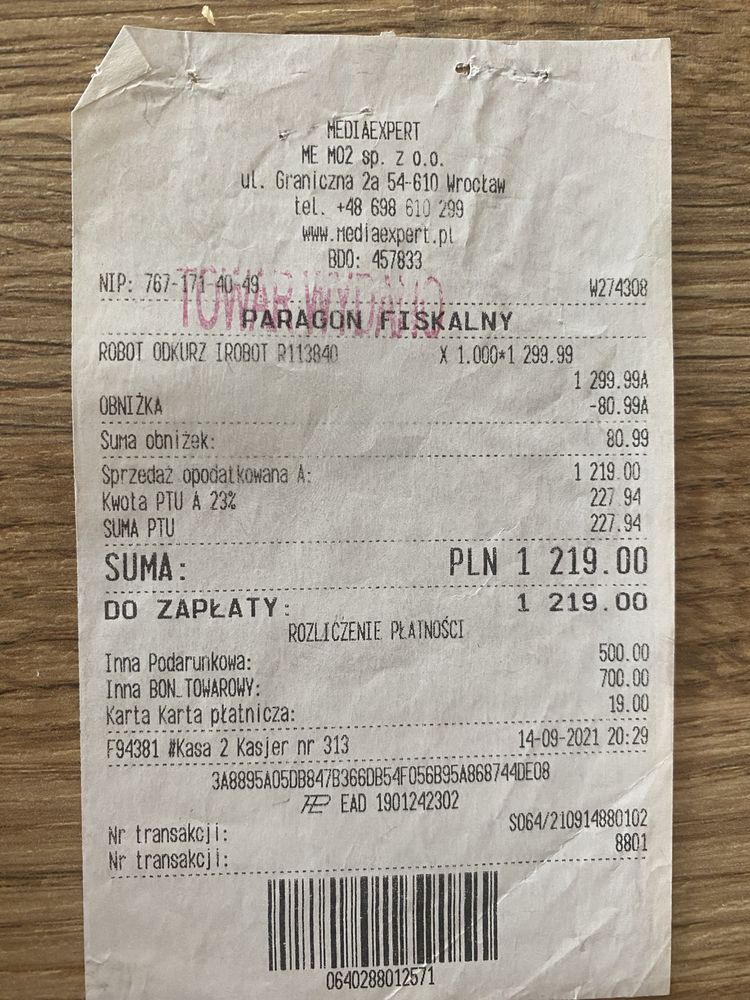 MEDIAEXPERT
ME M02 sp. z o.o.
ul. Graniczna 2a 54-610 Wrocław
tel. +48 698 610 299
www.mediaexpert.pl
BDO: 457833
NIP: 767-171-40-49 W274308
TOWAR WYDANO
PARAGON FISKALNY
ROBOT ODKURZ IROBOT R113840 X 1.000*1 299.99
1 299.99A
OBNIŻKA -80.99A
Suma obniżek: 80.99
Sprzedaż opodatkowana A: 1 219.00
Kwota PTU A 23% 227.94
SUMA PTU 227.94
SUMA: PLN 1 219.00
DO ZAPŁATY: 1 219.00
ROZLICZENIE PŁATNOŚCI
Inna Podarunkowa: 500.00
Inna BON_TOWAROWY: 700.00
Karta Karta płatnicza: 19.00
F94381 #Kasa 2 Kasjer nr 313 14-09-2021 20:29
3A8895A05DB847B366DB54F056B95A868744DE08
EAD 1901242302
Nr transakcji: S064/210914880102
Nr transakcji: 8801
0640288012571